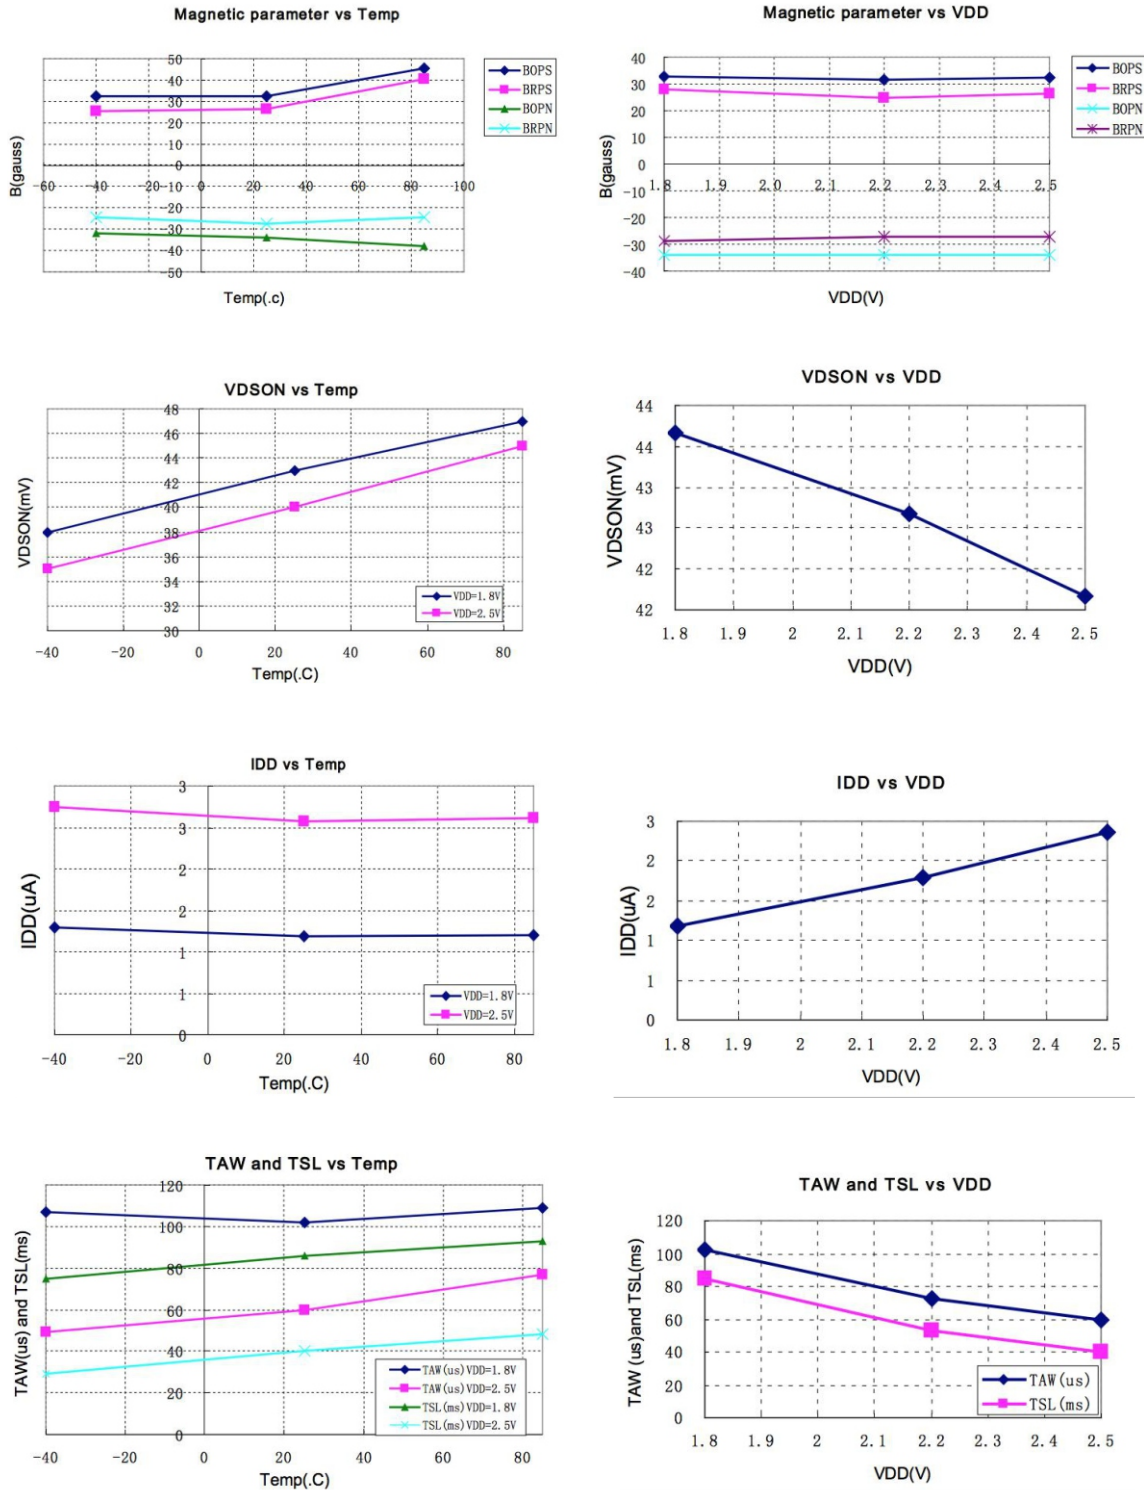 Magnetic parameter vs Temp
B(gauss)
50
40
30
20
10
0
-10
-20
-30
-40
-50
-60 -40 -20 0 20 40 60 80 100
Temp(.c)
BOPS
BRPS
BOPN
BRPN
Magnetic parameter vs VDD
B(gauss)
40
30
20
10
0
-10
-20
-30
-40
1.8 1.9 2.0 2.1 2.2 2.3 2.4 2.5
VDD(V)
BOPS
BRPS
BOPN
BRPN
VDSON vs Temp
VDSON(mV)
48
46
44
42
40
38
36
34
32
30
-40 -20 0 20 40 60 80
Temp(.C)
VDD=1.8V
VDD=2.5V
VDSON vs VDD
VDSON(mV)
44
44
43
43
42
42
1.8 1.9 2 2.1 2.2 2.3 2.4 2.5
VDD(V)
IDD vs Temp
IDD(uA)
3
3
2
2
1
1
0
-40 -20 0 20 40 60 80
Temp(.C)
VDD=1.8V
VDD=2.5V
IDD vs VDD
IDD(uA)
3
2
2
1
1
0
1.8 1.9 2 2.1 2.2 2.3 2.4 2.5
VDD(V)
TAW and TSL vs Temp
TAW(us) and TSL(ms)
120
100
80
60
40
20
0
-40 -20 0 20 40 60 80
Temp(.C)
TAW(us)VDD=1.8V
TAW(us)VDD=2.5V
TSL(ms)VDD=1.8V
TSL(ms)VDD=2.5V
TAW and TSL vs VDD
TAW (us)and TSL(ms)
120
100
80
60
40
20
0
1.8 1.9 2 2.1 2.2 2.3 2.4 2.5
VDD(V)
TAW(us)
TSL(ms)